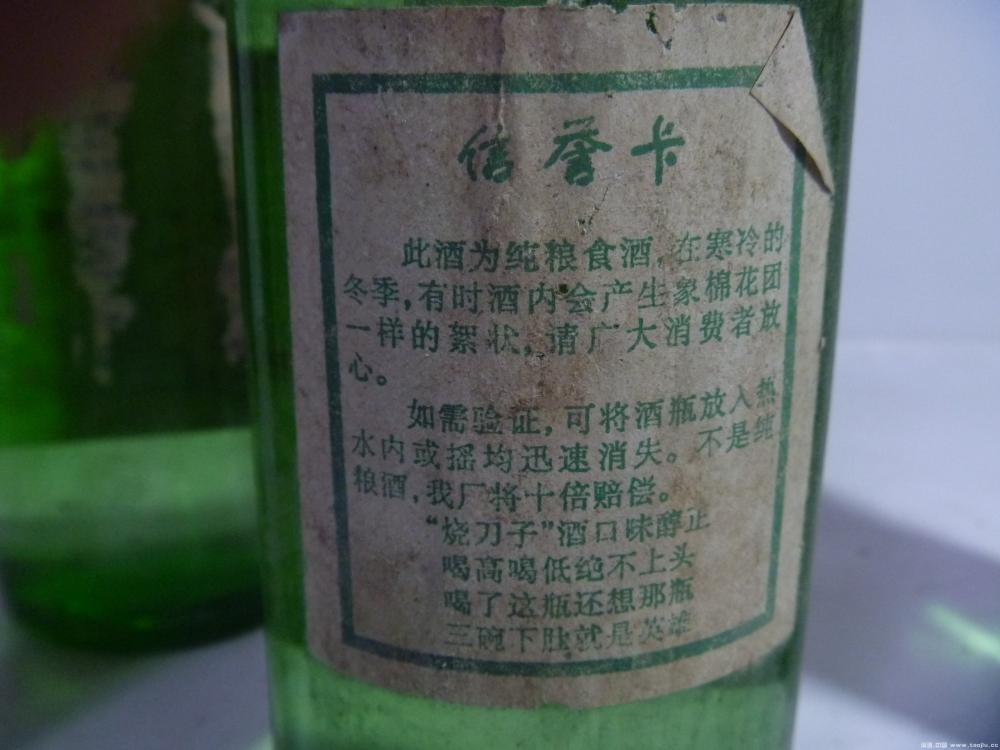 信誉卡
此酒为纯粮食酒,在寒冷的
冬季,有时酒内会产生象棉花团
一样的絮状,请广大消费者放
心。
如需验证,可将酒瓶放入热
水内或摇均迅速消失。不是纯
粮酒,我厂将十倍赔偿。
“烧刀子”酒口味醇正
喝高喝低绝不上头
喝了这瓶还想那瓶
三碗下肚就是英雄
www.taojiu.cc